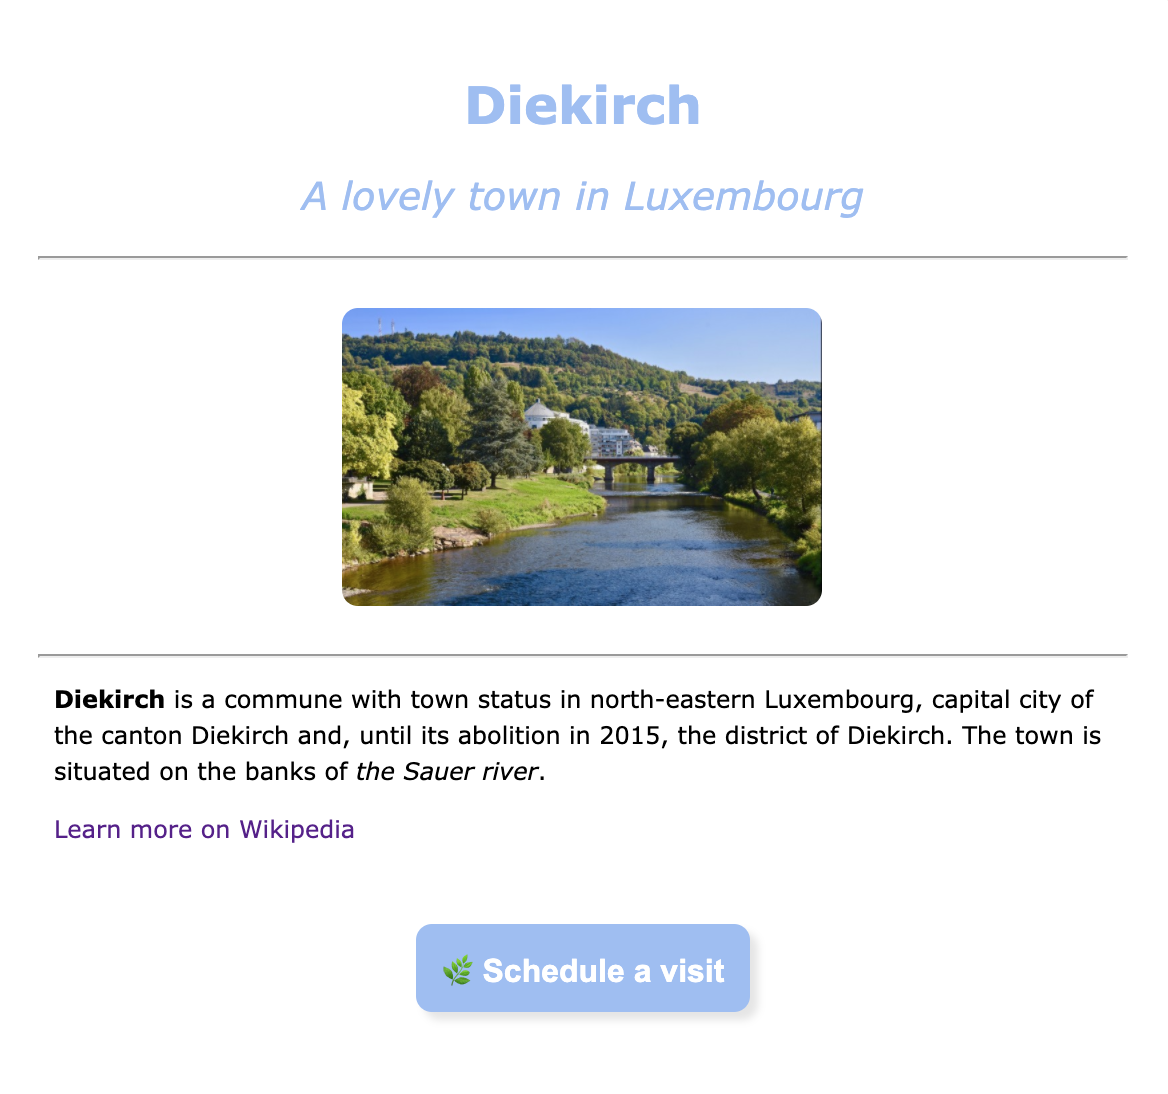 Diekirch
A lovely town in Luxembourg
Diekirch is a commune with town status in north-eastern Luxembourg, capital city of
the canton Diekirch and, until its abolition in 2015, the district of Diekirch. The town is
situated on the banks of the Sauer river.
Learn more on Wikipedia
🌿 Schedule a visit